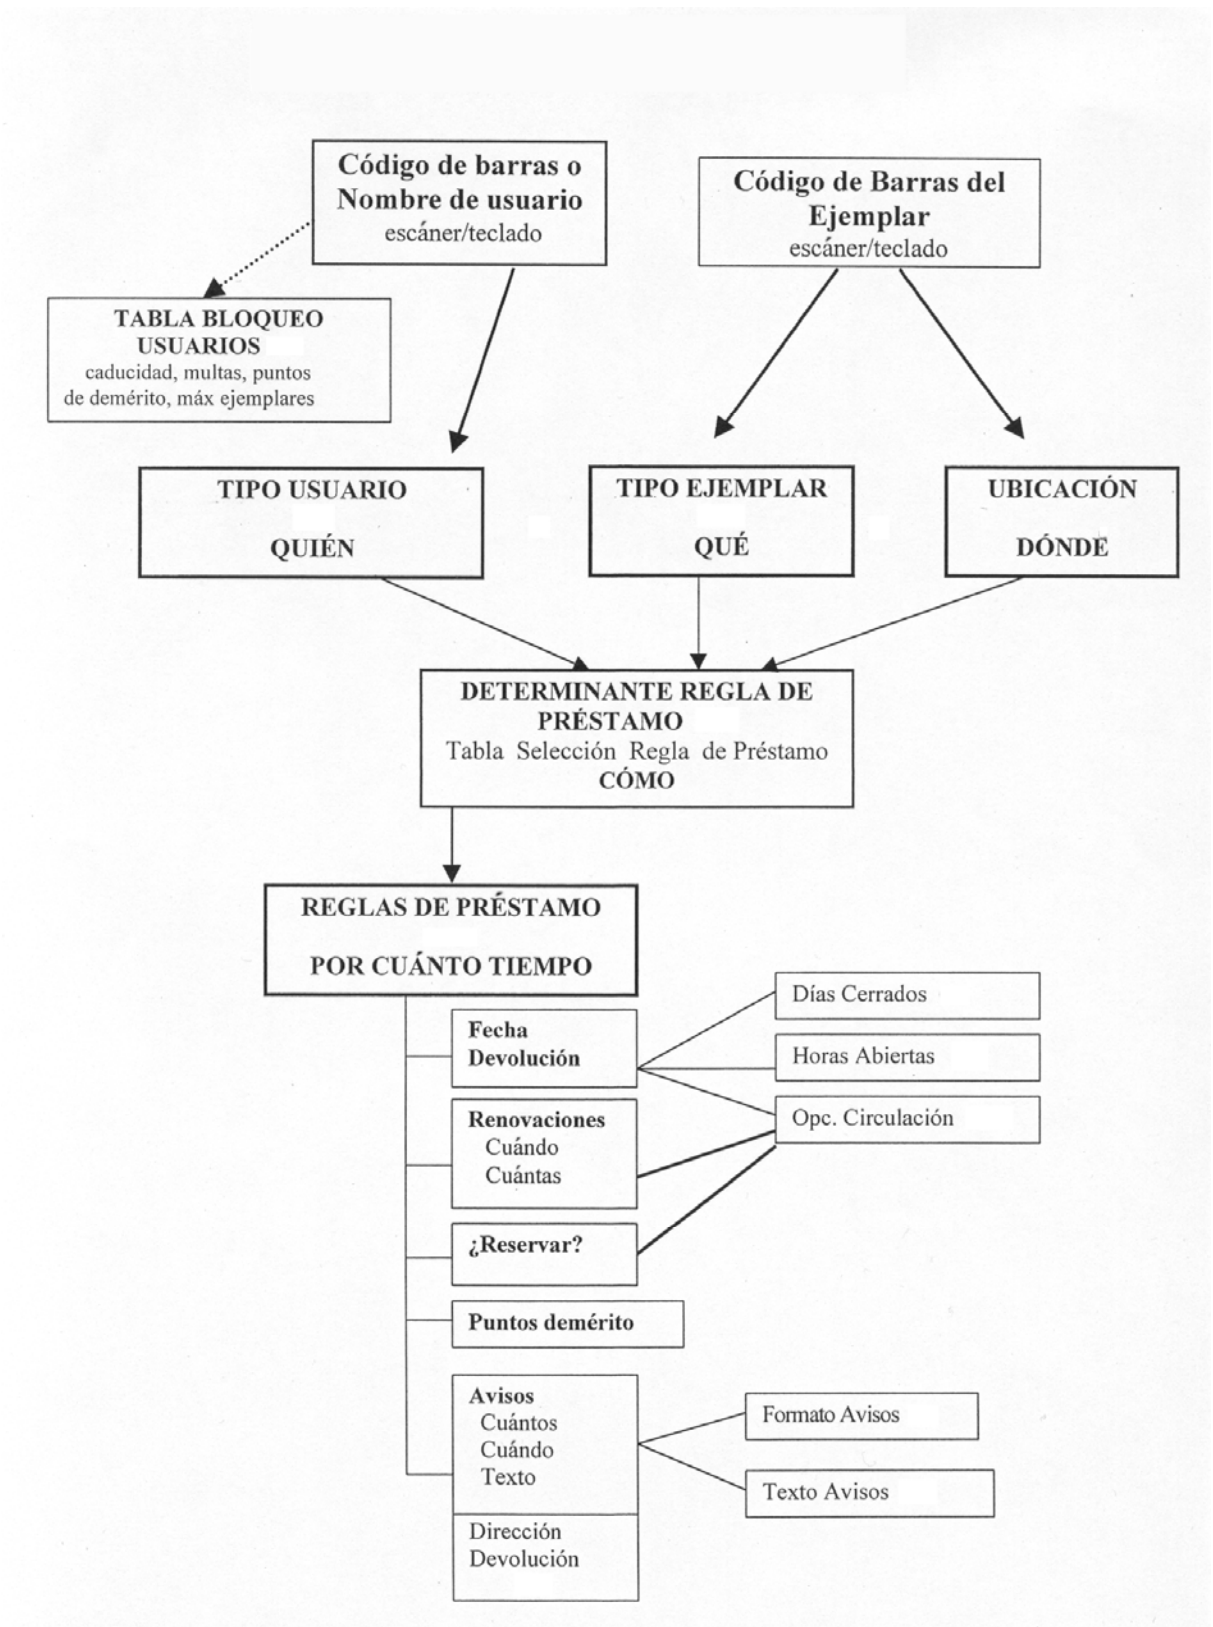 Código de barras o
Nombre de usuario
escáner/teclado
Código de Barras del
Ejemplar
escáner/teclado
TABLA BLOQUEO
USUARIOS
caducidad, multas, puntos
de demérito, máx ejemplares
TIPO USUARIO
QUIÉN
TIPO EJEMPLAR
QUÉ
UBICACIÓN
DÓNDE
DETERMINANTE REGLA DE
PRÉSTAMO
Tabla Selección Regla de Préstamo
CÓMO
REGLAS DE PRÉSTAMO
POR CUÁNTO TIEMPO
Fecha
Devolución
Días Cerrados
Horas Abiertas
Opc. Circulación
Renovaciones
Cuándo
Cuántas
¿Reservar?
Puntos demérito
Avisos
Cuántos
Cuándo
Texto
Formato Avisos
Texto Avisos
Dirección
Devolución